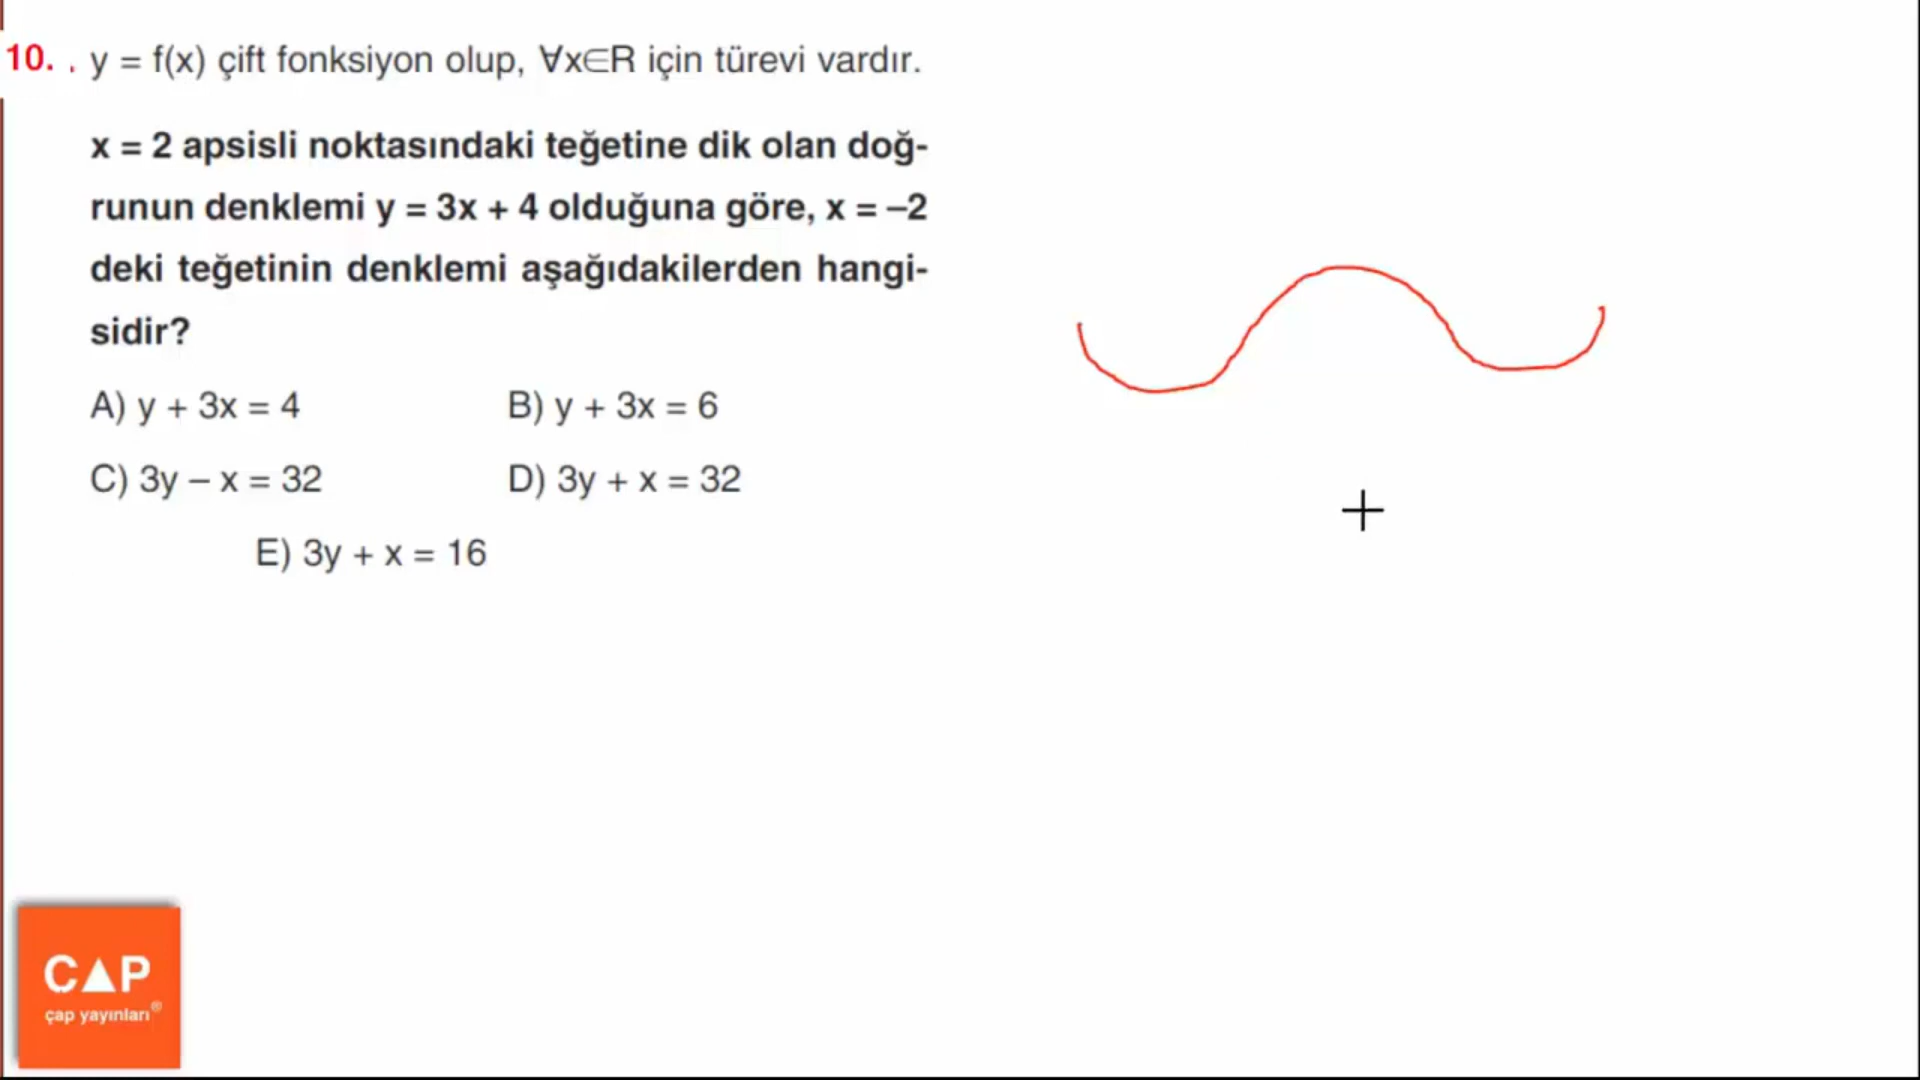 10. . y = f(x) çift fonksiyon olup, ∀x∈R için türevi vardır.
x = 2 apsisli noktasındaki teğetine dik olan doğ-
runun denklemi y = 3x + 4 olduğuna göre, x = –2
deki teğetinin denklemi aşağıdakilerden hangi-
sidir?
A) y + 3x = 4 B) y + 3x = 6
C) 3y – x = 32 D) 3y + x = 32
E) 3y + x = 16
ÇAP
çap yayınları®